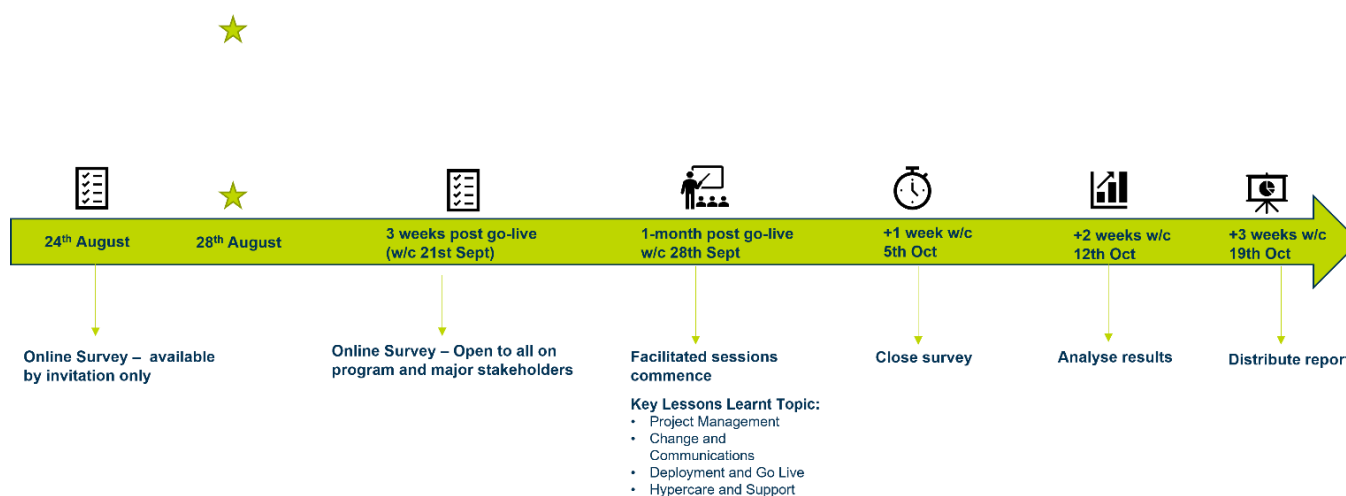 24th August
28th August
3 weeks post go-live
(w/c 21st Sept)
1-month post go-live
w/c 28th Sept
+1 week w/c
5th Oct
+2 weeks w/c
12th Oct
+3 weeks w/c
19th Oct
Online Survey – available
by invitation only
Online Survey – Open to all on
program and major stakeholders
Facilitated sessions
commence
Key Lessons Learnt Topic:
• Project Management
• Change and
Communications
• Deployment and Go Live
• Hypercare and Support
Close survey
Analyse results
Distribute report